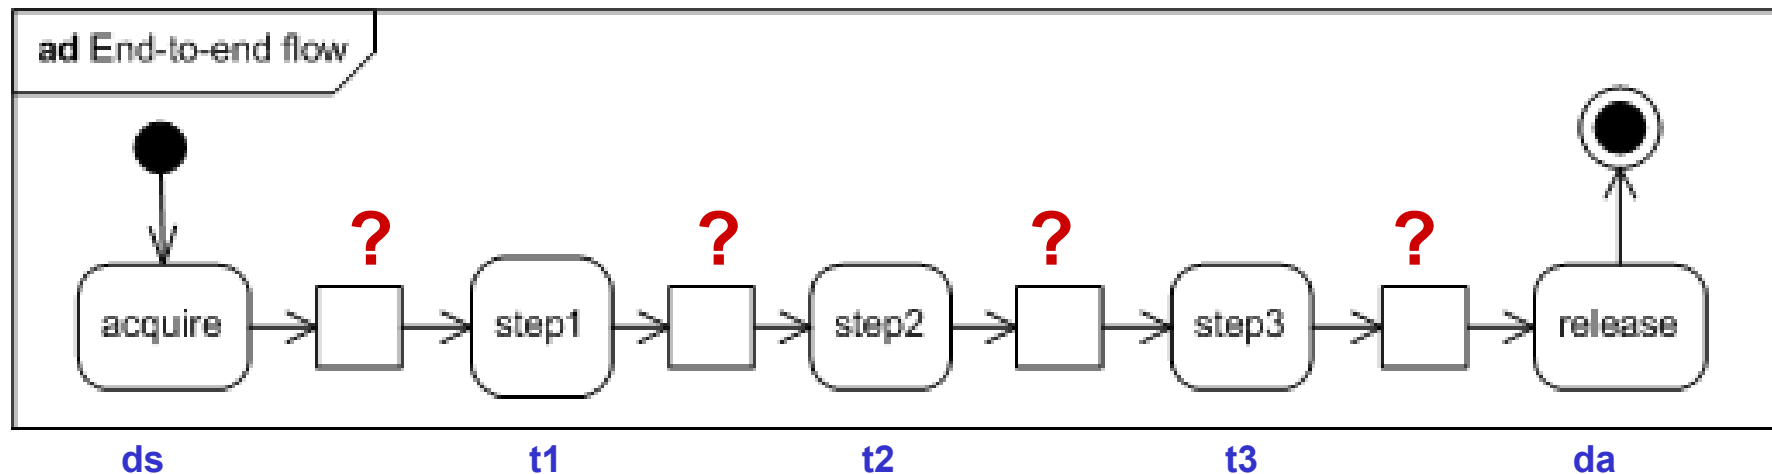 ad End-to-end flow
? ? ? ?
acquire step1 step2 step3 release
ds t1 t2 t3 da